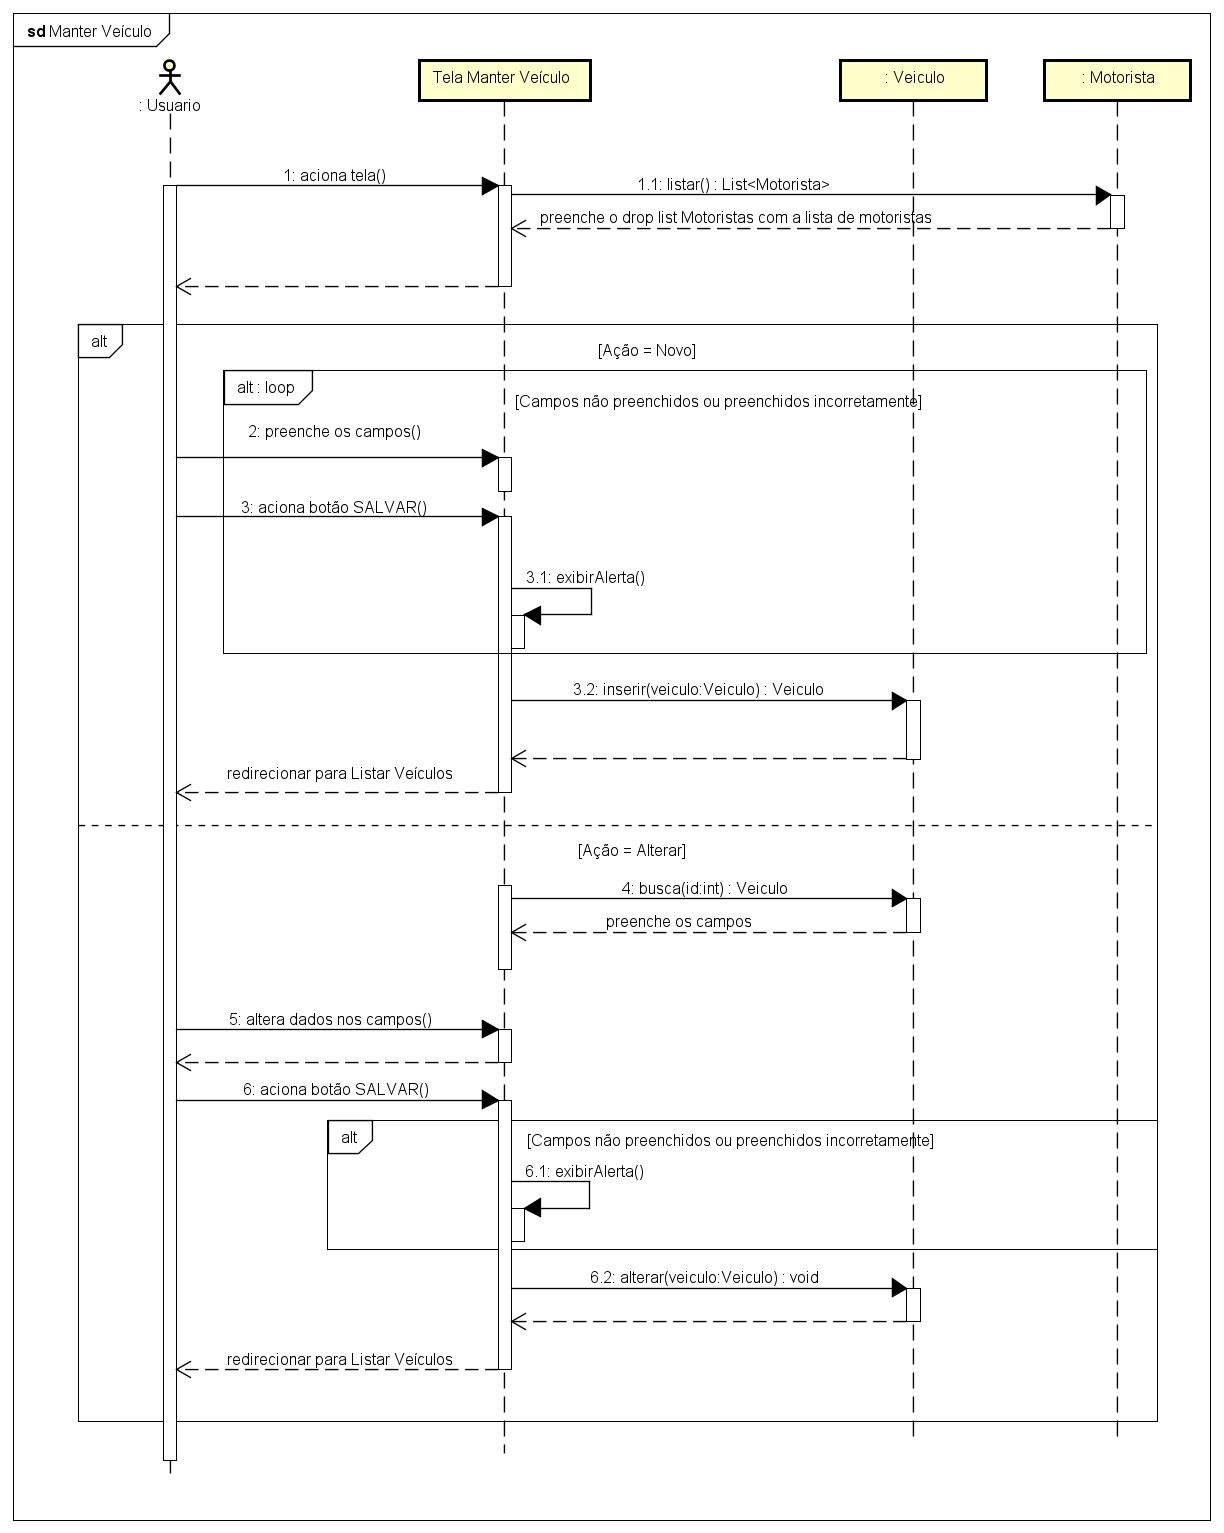 sd Manter Veículo
: Usuario
Tela Manter Veículo
: Veiculo
: Motorista
1: aciona tela()
1.1: listar() : List<Motorista>
preenche o drop list Motoristas com a lista de motoristas
alt
[Ação = Novo]
alt : loop
[Campos não preenchidos ou preenchidos incorretamente]
2: preenche os campos()
3: aciona botão SALVAR()
3.1: exibirAlerta()
3.2: inserir(veiculo:Veiculo) : Veiculo
redirecionar para Listar Veículos
[Ação = Alterar]
4: busca(id:int) : Veiculo
preenche os campos
5: altera dados nos campos()
6: aciona botão SALVAR()
alt
[Campos não preenchidos ou preenchidos incorretamente]
6.1: exibirAlerta()
6.2: alterar(veiculo:Veiculo) : void
redirecionar para Listar Veículos